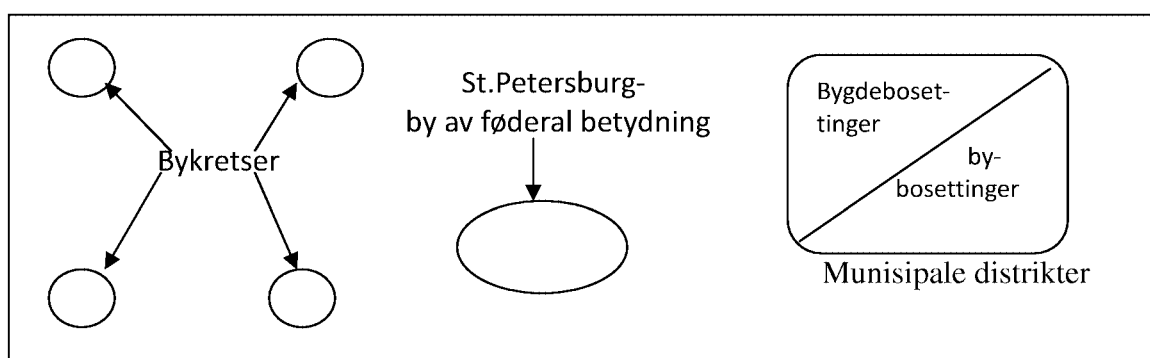 Bykretser
St.Petersburg-
by av føderal betydning
Bygdeboset-
tinger
by-
bosettinger
Munisipale distrikter